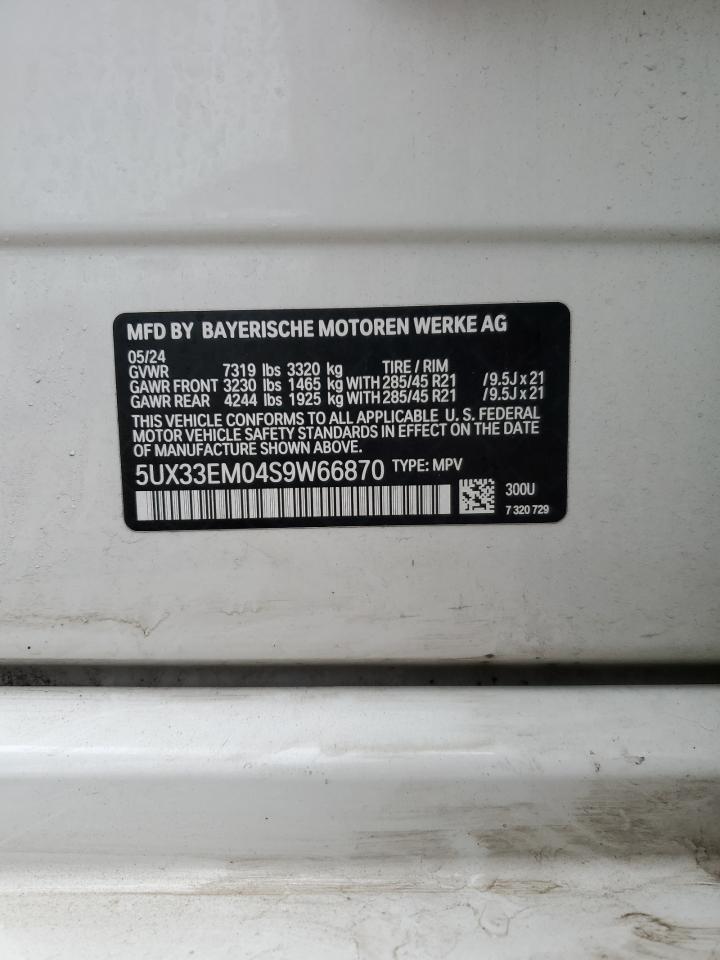 MFD BY BAYERISCHE MOTOREN WERKE AG
05/24
GVWR 7319 lbs 3320 kg TIRE / RIM
GAWR FRONT 3230 lbs 1465 kg WITH 285/45 R21 / 9.5J x 21
GAWR REAR 4244 lbs 1925 kg WITH 285/45 R21 / 9.5J x 21
THIS VEHICLE CONFORMS TO ALL APPLICABLE U. S. FEDERAL
MOTOR VEHICLE SAFETY STANDARDS IN EFFECT ON THE DATE
OF MANUFACTURE SHOWN ABOVE.
5UX33EM04S9W66870 TYPE: MPV
300U
7 320 729